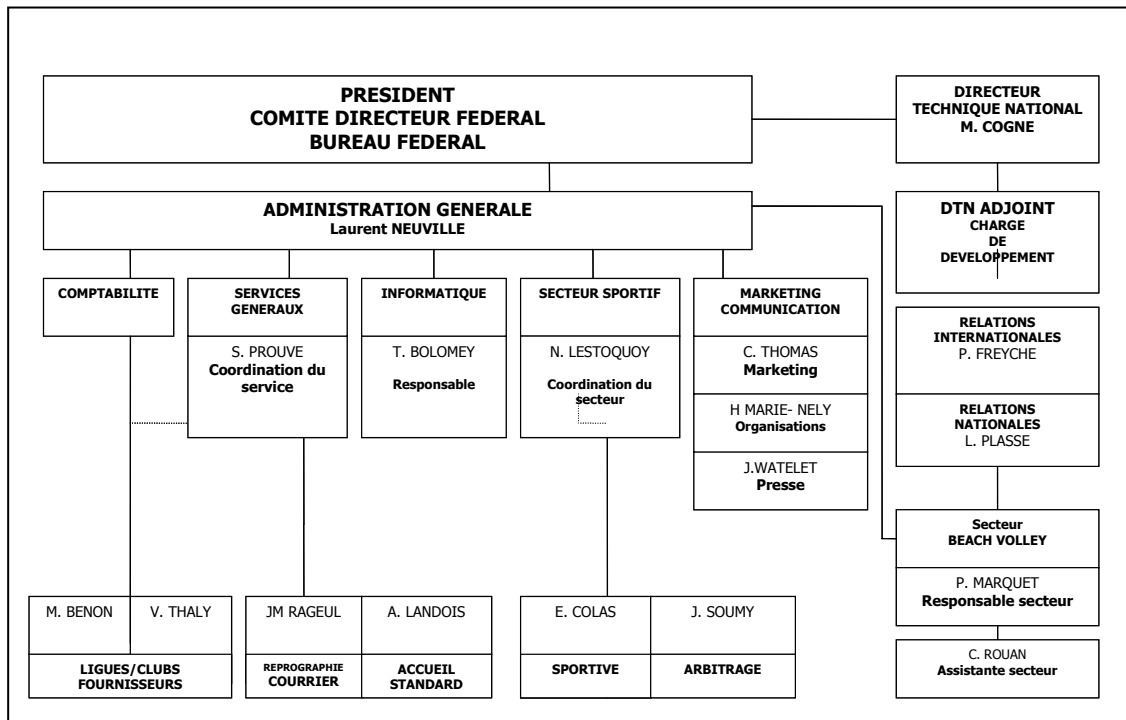 PRESIDENT
COMITE DIRECTEUR FEDERAL
BUREAU FEDERAL
DIRECTEUR
TECHNIQUE NATIONAL
M. COGNE
ADMINISTRATION GENERALE
Laurent NEUVILLE
DTN ADJOINT
CHARGE
DE
DEVELOPPEMENT
COMPTABILITE
SERVICES
GENERAUX
INFORMATIQUE
SECTEUR SPORTIF
MARKETING
COMMUNICATION
S. PROUVE
Coordination du
service
T. BOLOMEY
Responsable
N. LESTOQUOY
Coordination du
secteur
C. THOMAS
Marketing
H MARIE- NELY
Organisations
J.WATELET
Presse
RELATIONS
INTERNATIONALES
P. FREYCHE
RELATIONS
NATIONALES
L. PLASSE
Secteur
BEACH VOLLEY
P. MARQUET
Responsable secteur
C. ROUAN
Assistante secteur
M. BENON
V. THALY
LIGUES/CLUBS
FOURNISSEURS
JM RAGEUL
A. LANDOIS
REPROGRAPHIE
COURRIER
ACCUEIL
STANDARD
E. COLAS
J. SOUMY
SPORTIVE
ARBITRAGE